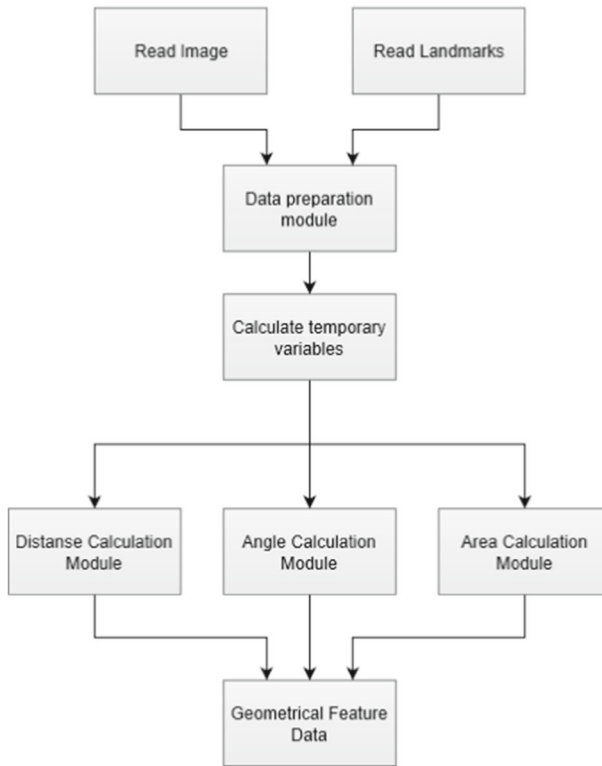 Read Image
Read Landmarks
Data preparation
module
Calculate temporary
variables
Distanse Calculation
Module
Angle Calculation
Module
Area Calculation
Module
Geometrical Feature
Data